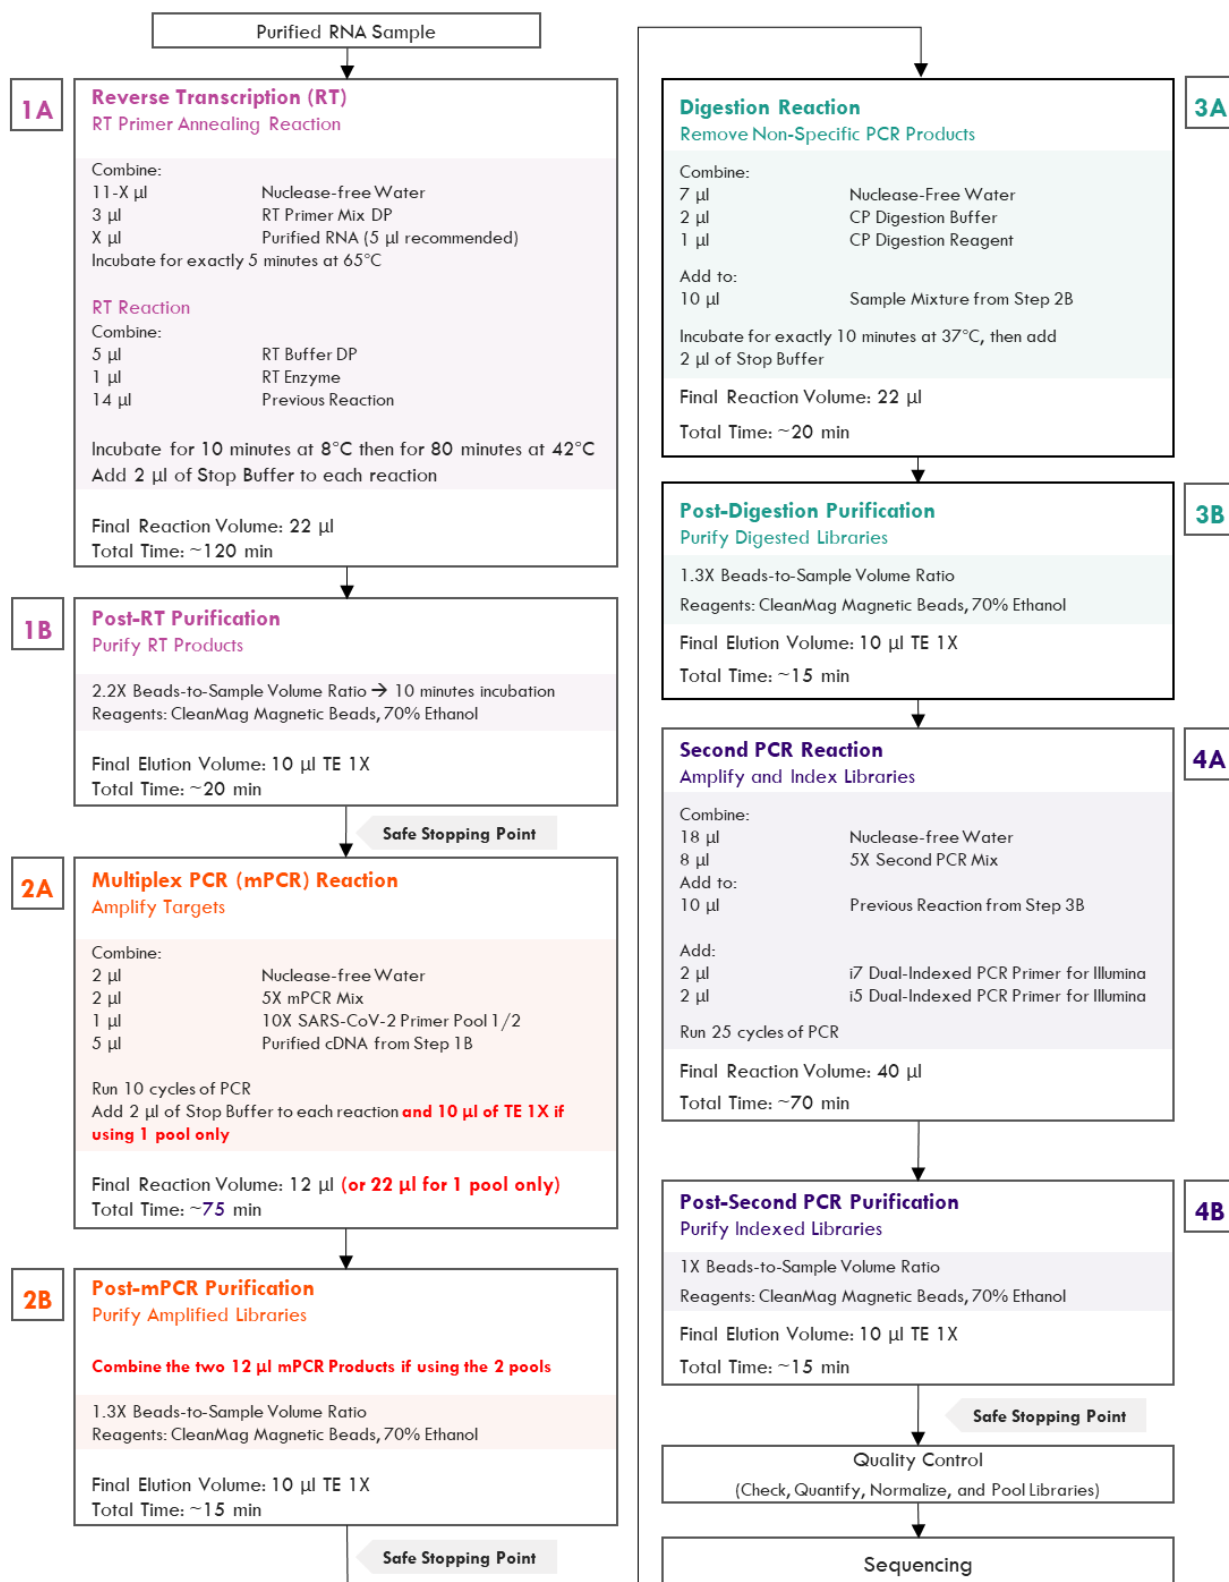 Purified RNA Sample
1A
Reverse Transcription (RT)
RT Primer Annealing Reaction
Combine:
11-X µl Nuclease-free Water
3 µl RT Primer Mix DP
X µl Purified RNA (5 µl recommended)
Incubate for exactly 5 minutes at 65°C
RT Reaction
Combine:
5 µl RT Buffer DP
1 µl RT Enzyme
14 µl Previous Reaction
Incubate for 10 minutes at 8°C then for 80 minutes at 42°C
Add 2 µl of Stop Buffer to each reaction
Final Reaction Volume: 22 µl
Total Time: ~120 min
1B
Post-RT Purification
Purify RT Products
2.2X Beads-to-Sample Volume Ratio → 10 minutes incubation
Reagents: CleanMag Magnetic Beads, 70% Ethanol
Final Elution Volume: 10 µl TE 1X
Total Time: ~20 min
Safe Stopping Point
2A
Multiplex PCR (mPCR) Reaction
Amplify Targets
Combine:
2 µl Nuclease-free Water
2 µl 5X mPCR Mix
1 µl 10X SARS-CoV-2 Primer Pool 1/2
5 µl Purified cDNA from Step 1B
Run 10 cycles of PCR
Add 2 µl of Stop Buffer to each reaction and 10 µl of TE 1X if
using 1 pool only
Final Reaction Volume: 12 µl (or 22 µl for 1 pool only)
Total Time: ~75 min
2B
Post-mPCR Purification
Purify Amplified Libraries
Combine the two 12 µl mPCR Products if using the 2 pools
1.3X Beads-to-Sample Volume Ratio
Reagents: CleanMag Magnetic Beads, 70% Ethanol
Final Elution Volume: 10 µl TE 1X
Total Time: ~15 min
Safe Stopping Point
3A
Digestion Reaction
Remove Non-Specific PCR Products
Combine:
7 µl Nuclease-Free Water
2 µl CP Digestion Buffer
1 µl CP Digestion Reagent
Add to:
10 µl Sample Mixture from Step 2B
Incubate for exactly 10 minutes at 37°C, then add
2 µl of Stop Buffer
Final Reaction Volume: 22 µl
Total Time: ~20 min
3B
Post-Digestion Purification
Purify Digested Libraries
1.3X Beads-to-Sample Volume Ratio
Reagents: CleanMag Magnetic Beads, 70% Ethanol
Final Elution Volume: 10 µl TE 1X
Total Time: ~15 min
4A
Second PCR Reaction
Amplify and Index Libraries
Combine:
18 µl Nuclease-free Water
8 µl 5X Second PCR Mix
Add to:
10 µl Previous Reaction from Step 3B
Add:
2 µl i7 Dual-Indexed PCR Primer for Illumina
2 µl i5 Dual-Indexed PCR Primer for Illumina
Run 25 cycles of PCR
Final Reaction Volume: 40 µl
Total Time: ~70 min
4B
Post-Second PCR Purification
Purify Indexed Libraries
1X Beads-to-Sample Volume Ratio
Reagents: CleanMag Magnetic Beads, 70% Ethanol
Final Elution Volume: 10 µl TE 1X
Total Time: ~15 min
Safe Stopping Point
Quality Control
(Check, Quantify, Normalize, and Pool Libraries)
Sequencing